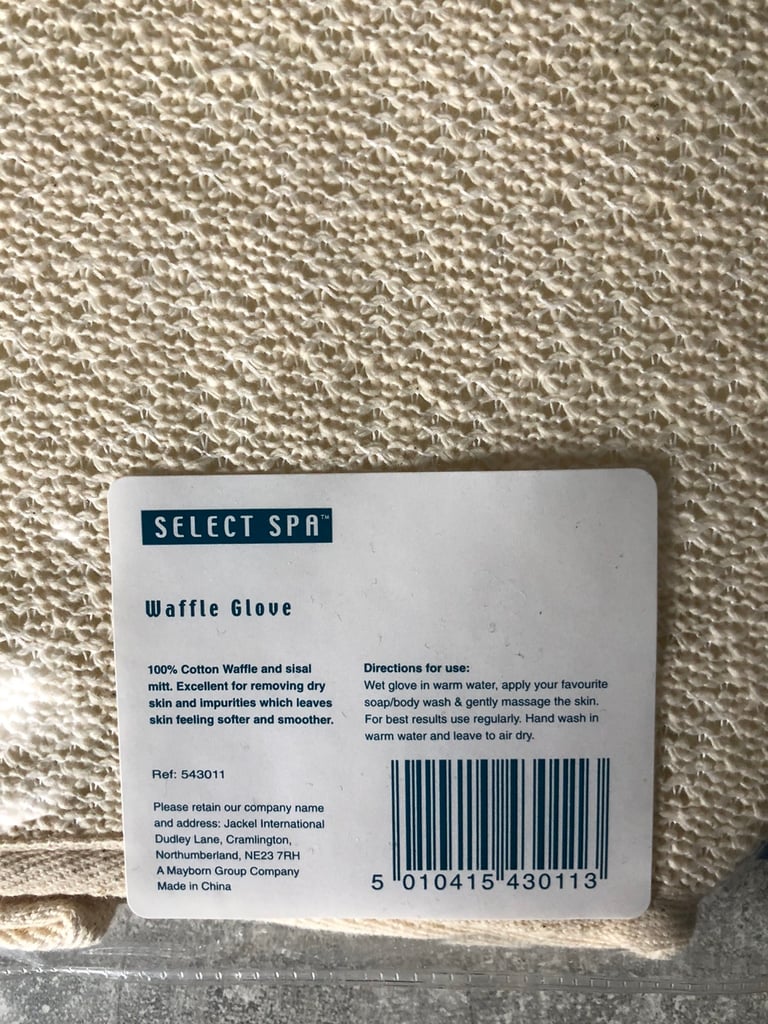 SELECT SPA™
Waffle Glove
100% Cotton Waffle and sisal
mitt. Excellent for removing dry
skin and impurities which leaves
skin feeling softer and smoother.
Ref: 543011
Please retain our company name
and address: Jackel International
Dudley Lane, Cramlington,
Northumberland, NE23 7RH
A Mayborn Group Company
Made in China
Directions for use:
Wet glove in warm water, apply your favourite
soap/body wash & gently massage the skin.
For best results use regularly. Hand wash in
warm water and leave to air dry.
5 010415 430113